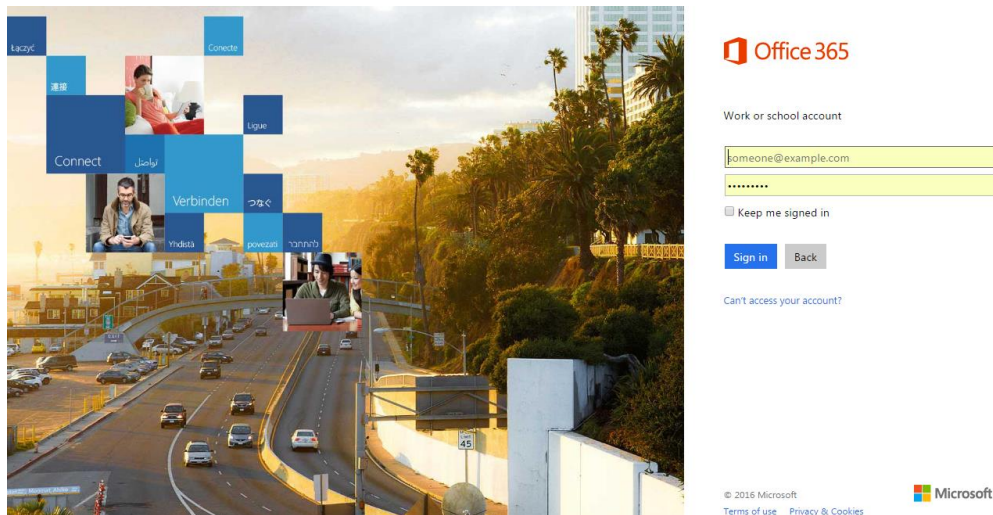 Łączyć
Conecte
連接
Ligue
Connect
تواصل
Verbinden
つなぐ
Yhdistä
povezati
להתחבר
LIMIT
45
Office 365
Work or school account
someone@example.com
•••••••••
Keep me signed in
Sign in
Back
Can't access your account?
© 2016 Microsoft
Microsoft
Terms of use
Privacy & Cookies